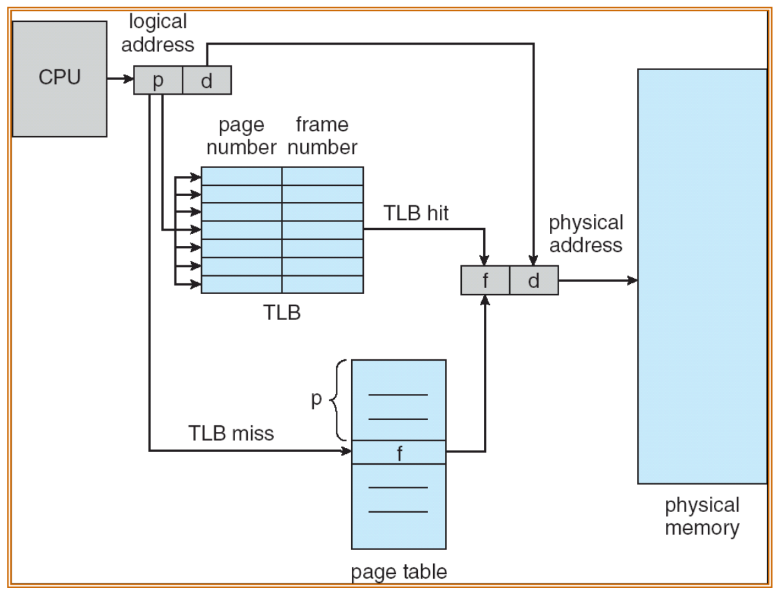 logical
address
CPU
p
d
page
number
frame
number
TLB hit
physical
address
f
d
TLB
p
TLB miss
f
physical
memory
page table